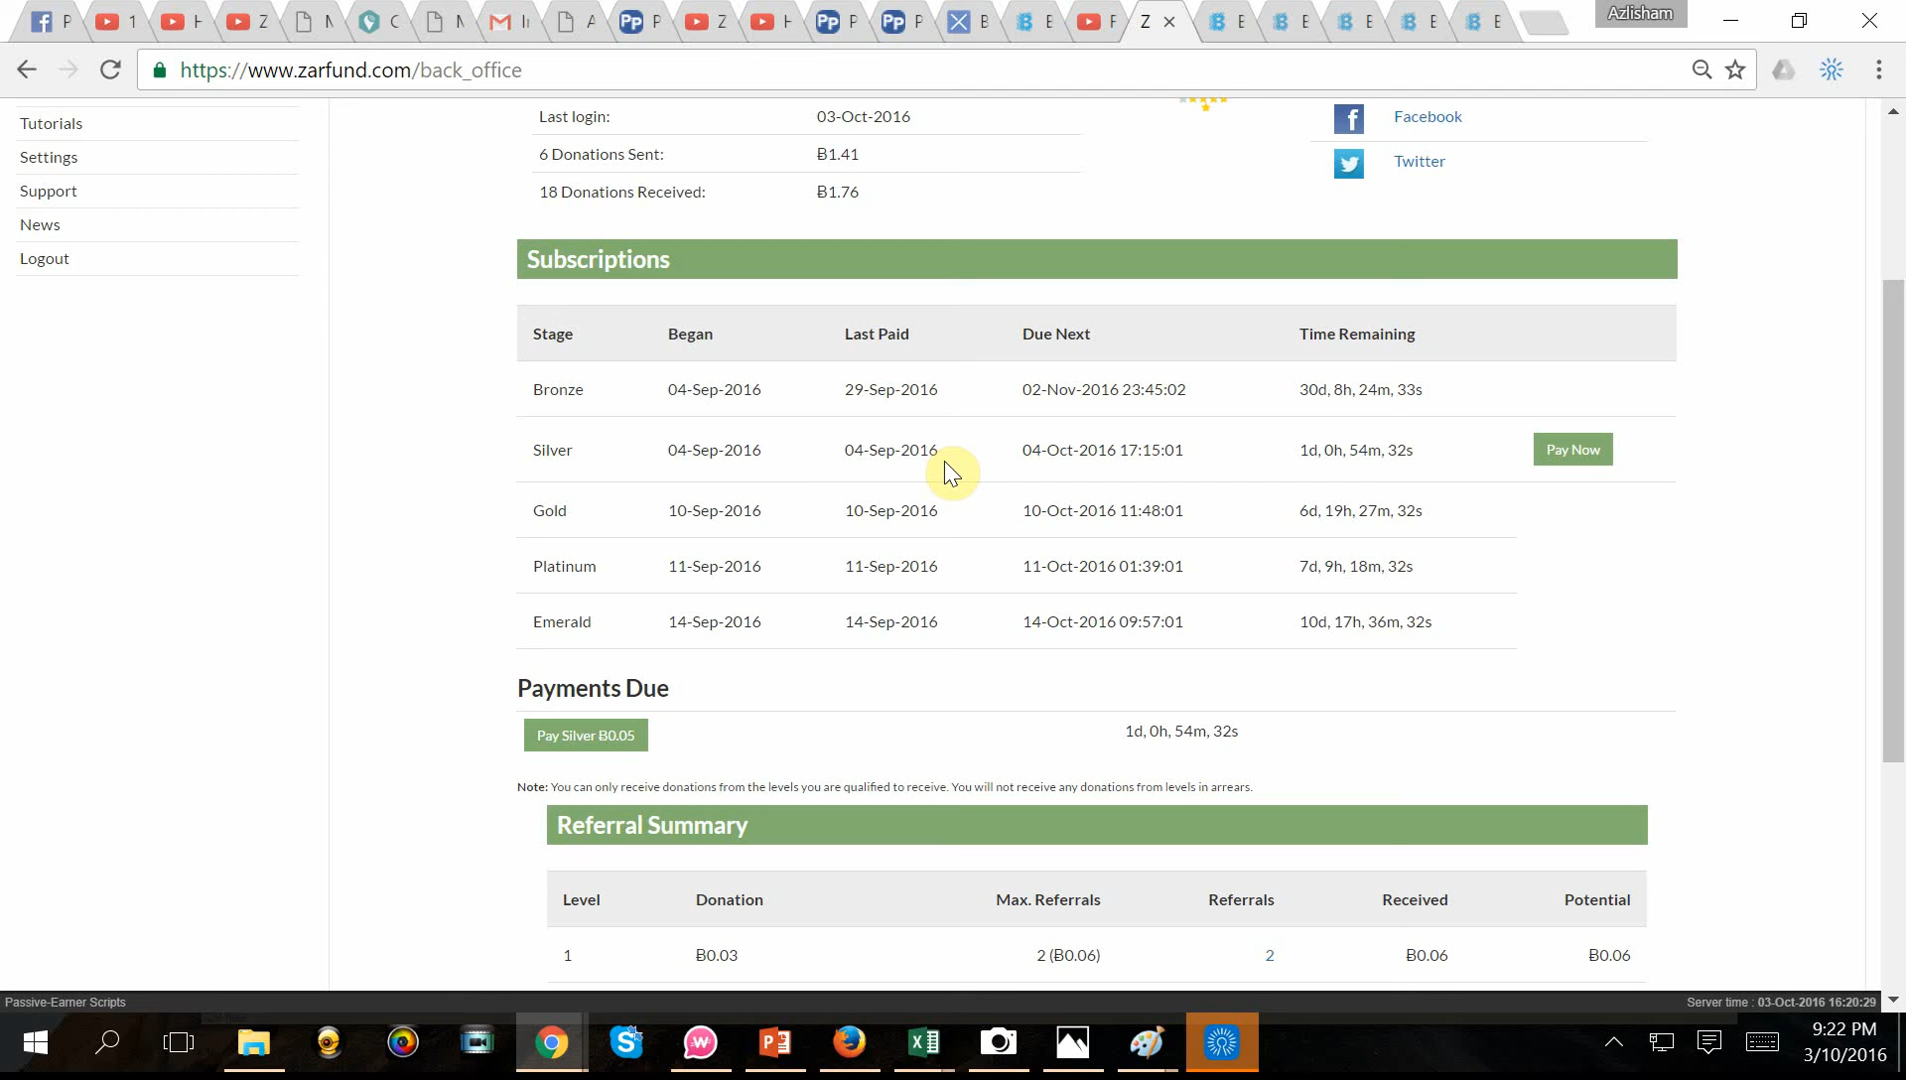 P 1 H Z M C M Ir A Pp P Z H Pp P Pp P B E F Z E E E E E Azlisham
https://www.zarfund.com/back_office
Tutorials
Settings
Support
News
Logout
Last login: 03-Oct-2016
6 Donations Sent: Ƀ1.41
18 Donations Received: Ƀ1.76
Facebook
Twitter
Subscriptions
Stage Began Last Paid Due Next Time Remaining
Bronze 04-Sep-2016 29-Sep-2016 02-Nov-2016 23:45:02 30d, 8h, 24m, 33s
Silver 04-Sep-2016 04-Sep-2016 04-Oct-2016 17:15:01 1d, 0h, 54m, 32s Pay Now
Gold 10-Sep-2016 10-Sep-2016 10-Oct-2016 11:48:01 6d, 19h, 27m, 32s
Platinum 11-Sep-2016 11-Sep-2016 11-Oct-2016 01:39:01 7d, 9h, 18m, 32s
Emerald 14-Sep-2016 14-Sep-2016 14-Oct-2016 09:57:01 10d, 17h, 36m, 32s
Payments Due
Pay Silver Ƀ0.05 1d, 0h, 54m, 32s
Note: You can only receive donations from the levels you are qualified to receive. You will not receive any donations from levels in arrears.
Referral Summary
Level Donation Max. Referrals Referrals Received Potential
1 Ƀ0.03 2 (Ƀ0.06) 2 Ƀ0.06 Ƀ0.06
Passive-Earner Scripts Server time : 03-Oct-2016 16:20:29
9:22 PM
3/10/2016